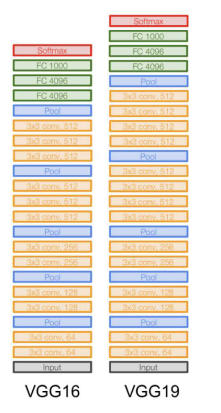 Softmax
FC 1000
FC 4096
FC 4096
Pool
3x3 conv, 512
3x3 conv, 512
3x3 conv, 512
Pool
3x3 conv, 512
3x3 conv, 512
3x3 conv, 512
Pool
3x3 conv, 256
3x3 conv, 256
Pool
3x3 conv, 128
3x3 conv, 128
Pool
3x3 conv, 64
3x3 conv, 64
Input
VGG16
Softmax
FC 1000
FC 4096
FC 4096
Pool
3x3 conv, 512
3x3 conv, 512
3x3 conv, 512
3x3 conv, 512
Pool
3x3 conv, 512
3x3 conv, 512
3x3 conv, 512
3x3 conv, 512
Pool
3x3 conv, 256
3x3 conv, 256
Pool
3x3 conv, 128
3x3 conv, 128
Pool
3x3 conv, 64
3x3 conv, 64
Input
VGG19